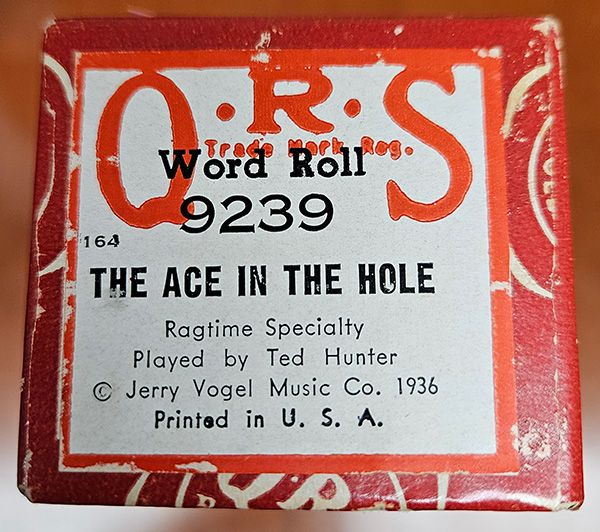 Q·R·S
Trade Mark Reg.
Word Roll
9239
164
THE ACE IN THE HOLE
Ragtime Specialty
Played by Ted Hunter
© Jerry Vogel Music Co. 1936
Printed in U. S. A.